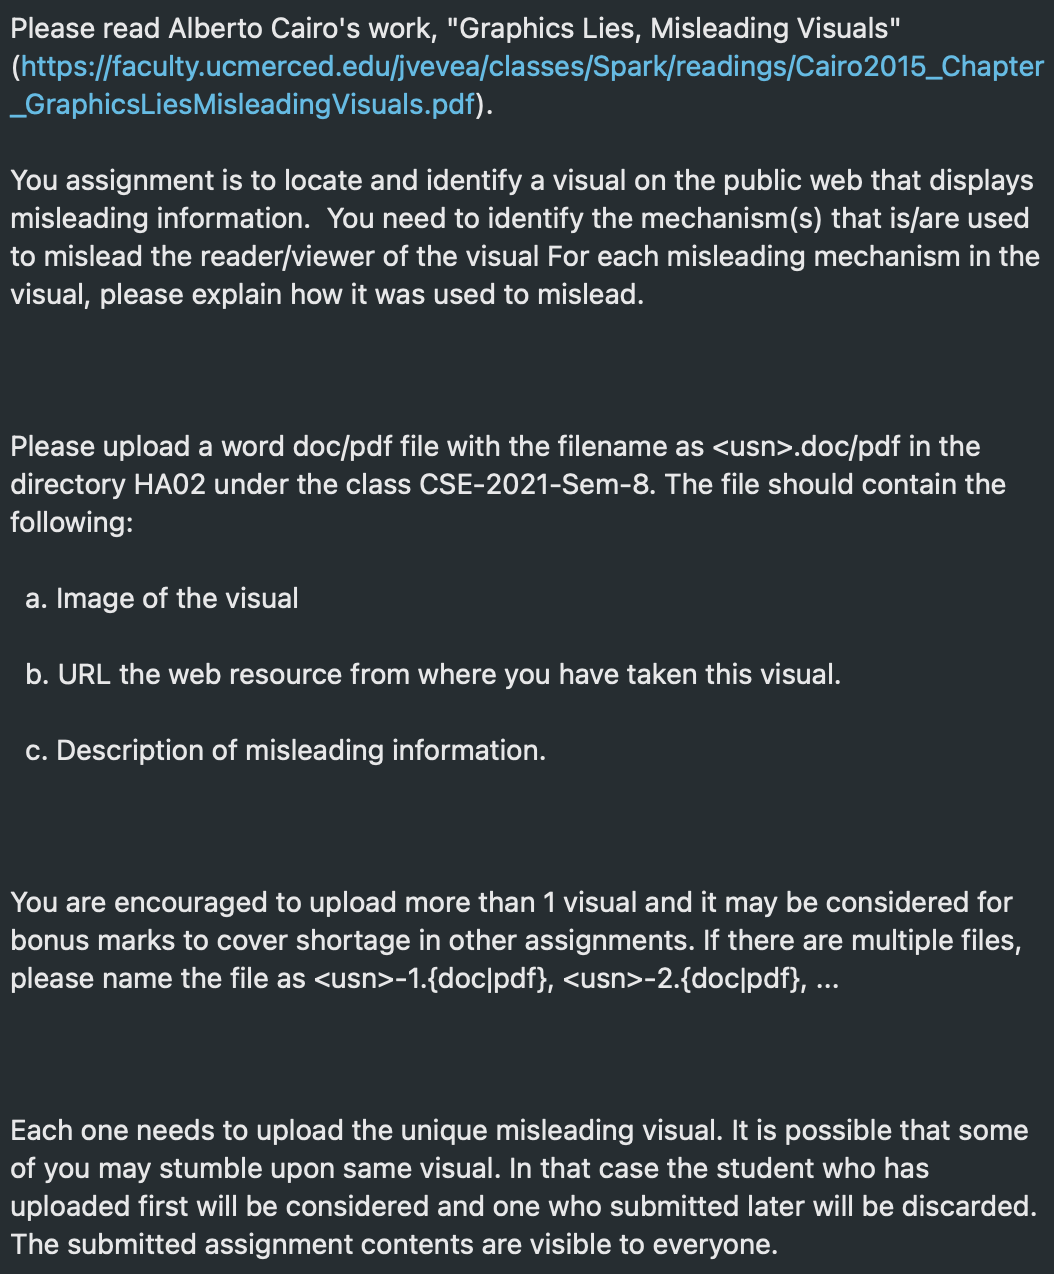 Please read Alberto Cairo's work, "Graphics Lies, Misleading Visuals"
(https://faculty.ucmerced.edu/jvevea/classes/Spark/readings/Cairo2015_Chapter
_GraphicsLiesMisleadingVisuals.pdf).
You assignment is to locate and identify a visual on the public web that displays
misleading information.  You need to identify the mechanism(s) that is/are used
to mislead the reader/viewer of the visual For each misleading mechanism in the
visual, please explain how it was used to mislead.
Please upload a word doc/pdf file with the filename as <usn>.doc/pdf in the
directory HA02 under the class CSE-2021-Sem-8. The file should contain the
following:
a. Image of the visual
b. URL the web resource from where you have taken this visual.
c. Description of misleading information.
You are encouraged to upload more than 1 visual and it may be considered for
bonus marks to cover shortage in other assignments. If there are multiple files,
please name the file as <usn>-1.{doc|pdf}, <usn>-2.{doc|pdf}, ...
Each one needs to upload the unique misleading visual. It is possible that some
of you may stumble upon same visual. In that case the student who has
uploaded first will be considered and one who submitted later will be discarded.
The submitted assignment contents are visible to everyone.